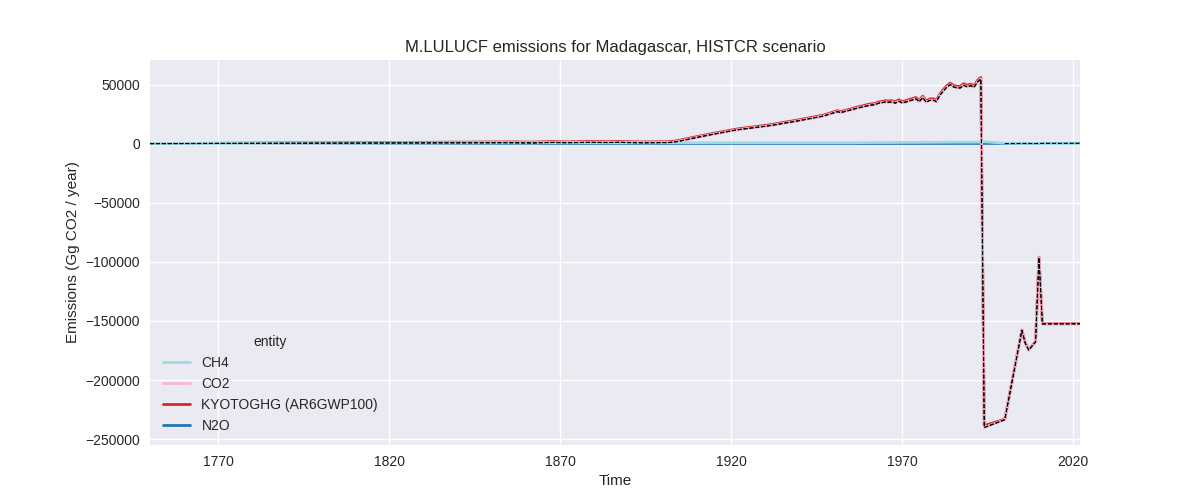 M.LULUCF emissions for Madagascar, HISTCR scenario
Emissions (Gg CO2 / year)
50000
0
−50000
−100000
−150000
−200000
−250000
entity
CH4
CO2
KYOTOGHG (AR6GWP100)
N2O
1770 1820 1870 1920 1970 2020
Time